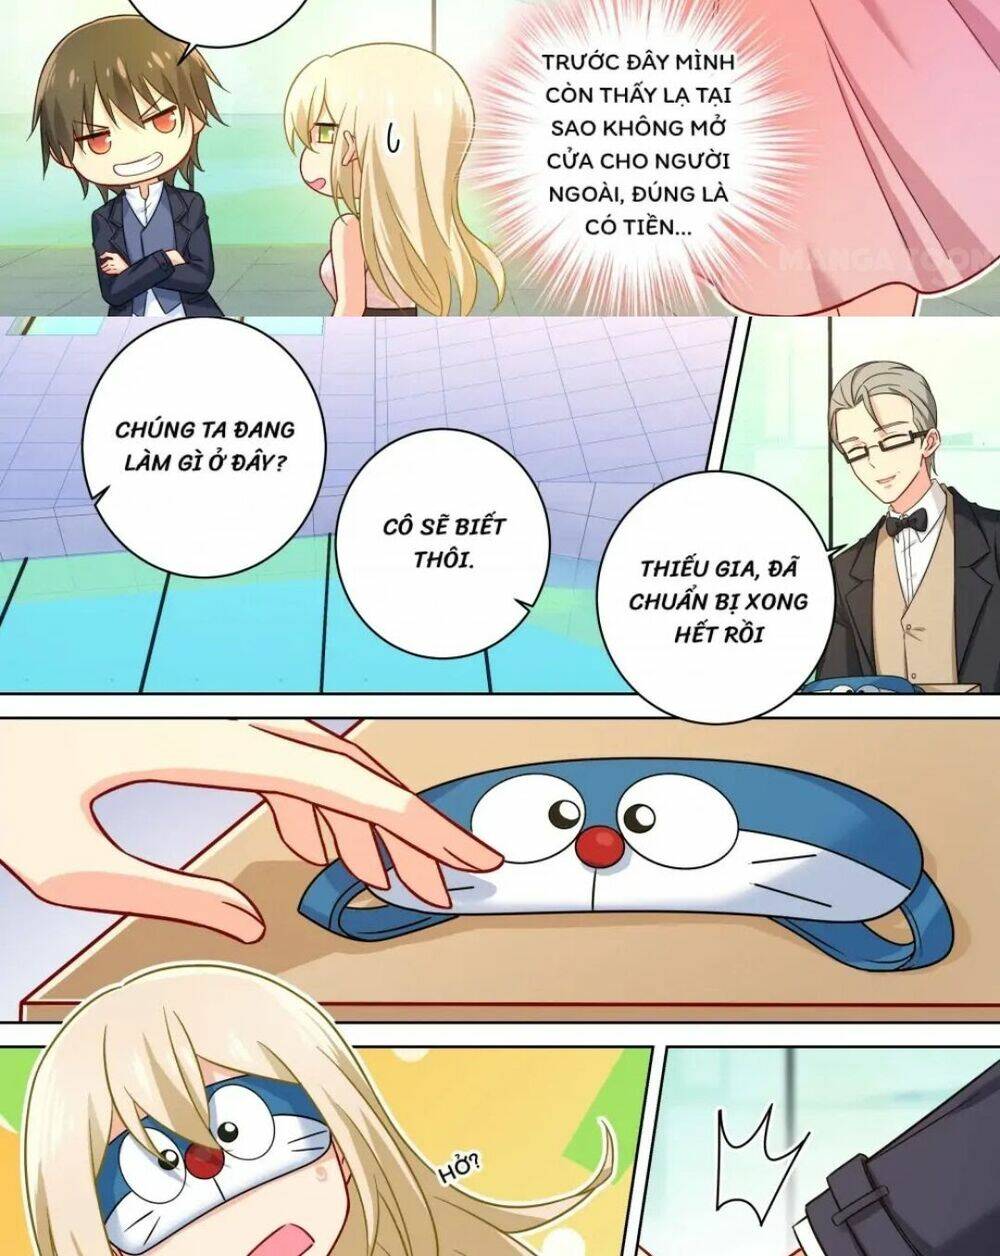 TRƯỚC ĐÂY MÌNH
CÒN THẤY LẠ TẠI
SAO KHÔNG MỞ
CỬA CHO NGƯỜI
NGOÀI, ĐÚNG LÀ
CÓ TIỀN...
MANGATOON
CHÚNG TA ĐANG
LÀM GÌ Ở ĐÂY?
CÔ SẼ BIẾT
THÔI.
THIẾU GIA, ĐÃ
CHUẨN BỊ XONG
HẾT RỒI
HỞ?